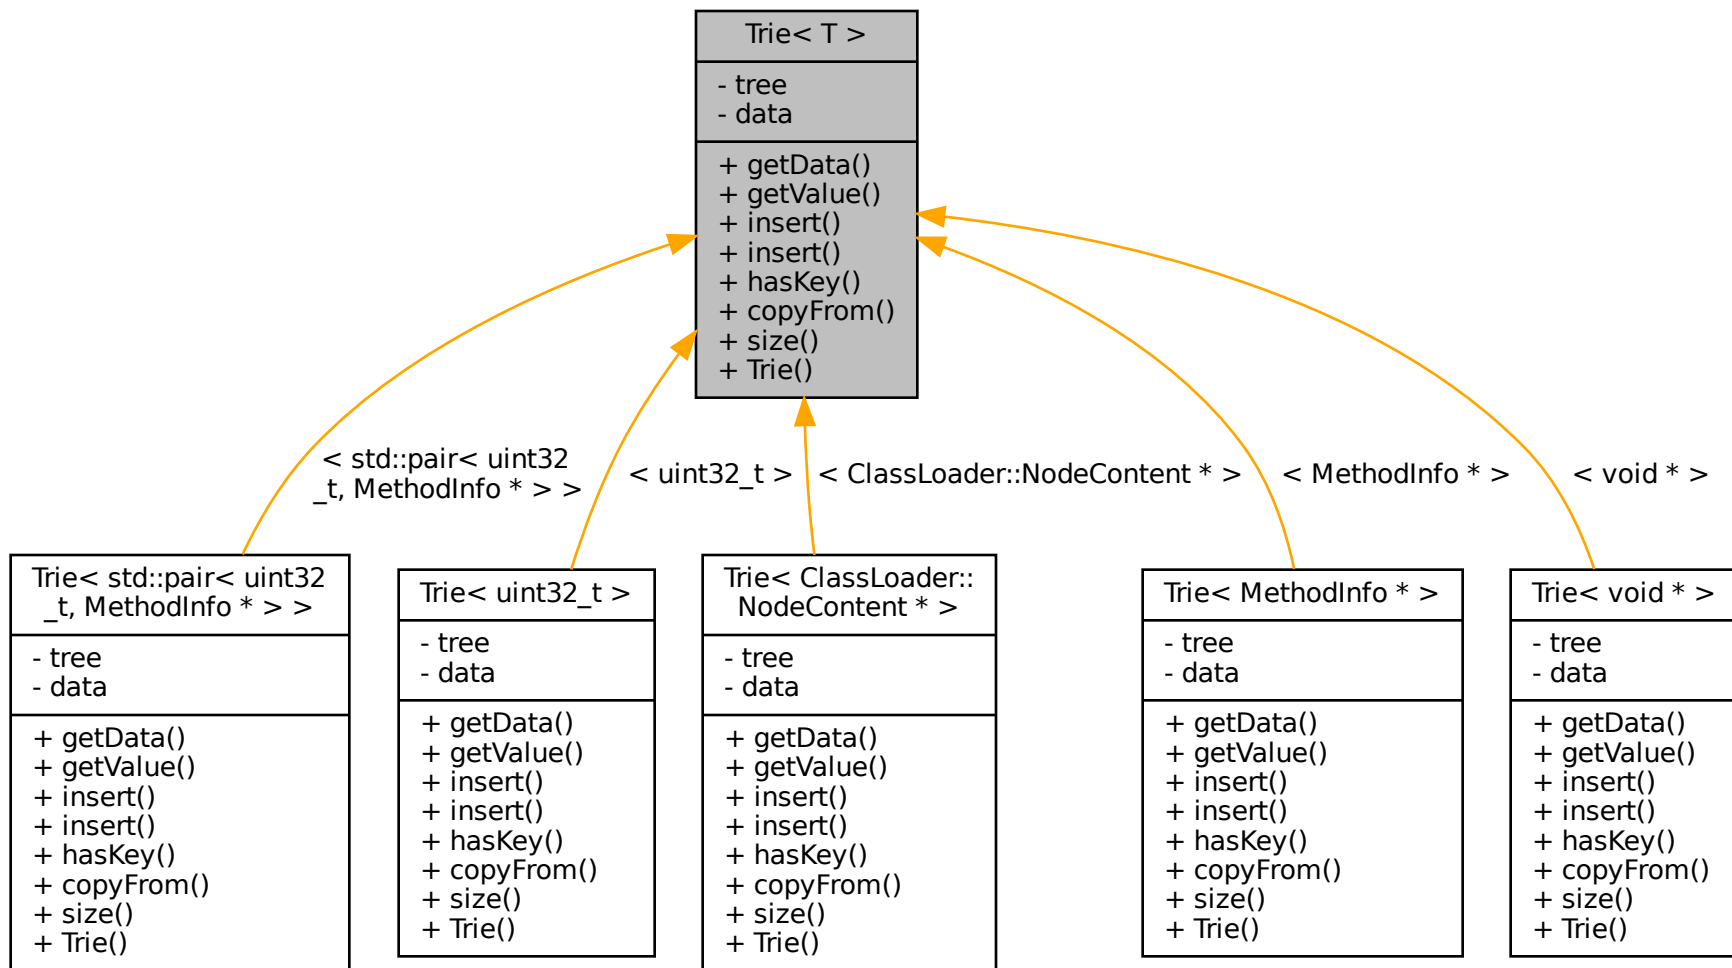 Trie< T >
- tree
- data
+ getData()
+ getValue()
+ insert()
+ insert()
+ hasKey()
+ copyFrom()
+ size()
+ Trie()
< std::pair< uint32
_t, MethodInfo * > >
< uint32_t >
< ClassLoader::NodeContent * >
< MethodInfo * >
< void * >
Trie< std::pair< uint32
_t, MethodInfo * > >
- tree
- data
+ getData()
+ getValue()
+ insert()
+ insert()
+ hasKey()
+ copyFrom()
+ size()
+ Trie()
Trie< uint32_t >
- tree
- data
+ getData()
+ getValue()
+ insert()
+ insert()
+ hasKey()
+ copyFrom()
+ size()
+ Trie()
Trie< ClassLoader::
NodeContent * >
- tree
- data
+ getData()
+ getValue()
+ insert()
+ insert()
+ hasKey()
+ copyFrom()
+ size()
+ Trie()
Trie< MethodInfo * >
- tree
- data
+ getData()
+ getValue()
+ insert()
+ insert()
+ hasKey()
+ copyFrom()
+ size()
+ Trie()
Trie< void * >
- tree
- data
+ getData()
+ getValue()
+ insert()
+ insert()
+ hasKey()
+ copyFrom()
+ size()
+ Trie()